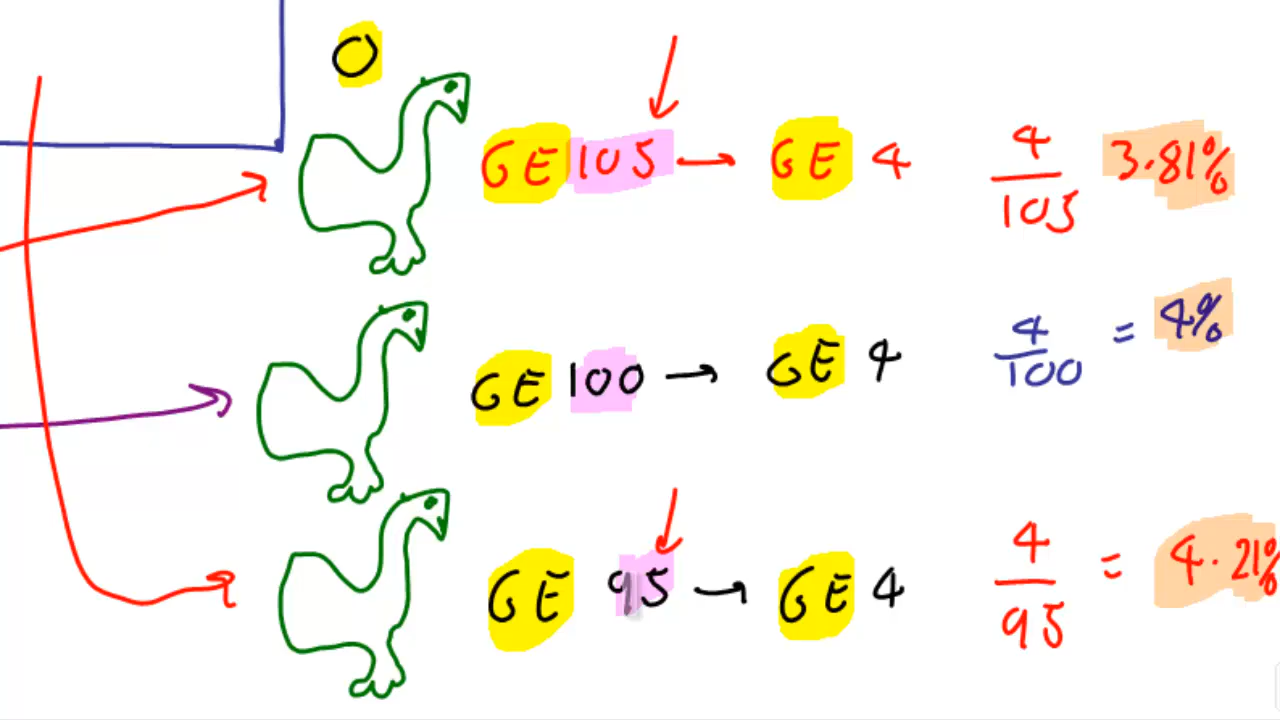 0
GE 105 → GE 4 4/105 3.81%
GE 100 → GE 4 4/100 = 4%
GE 95 → GE 4 4/95 = 4.21%